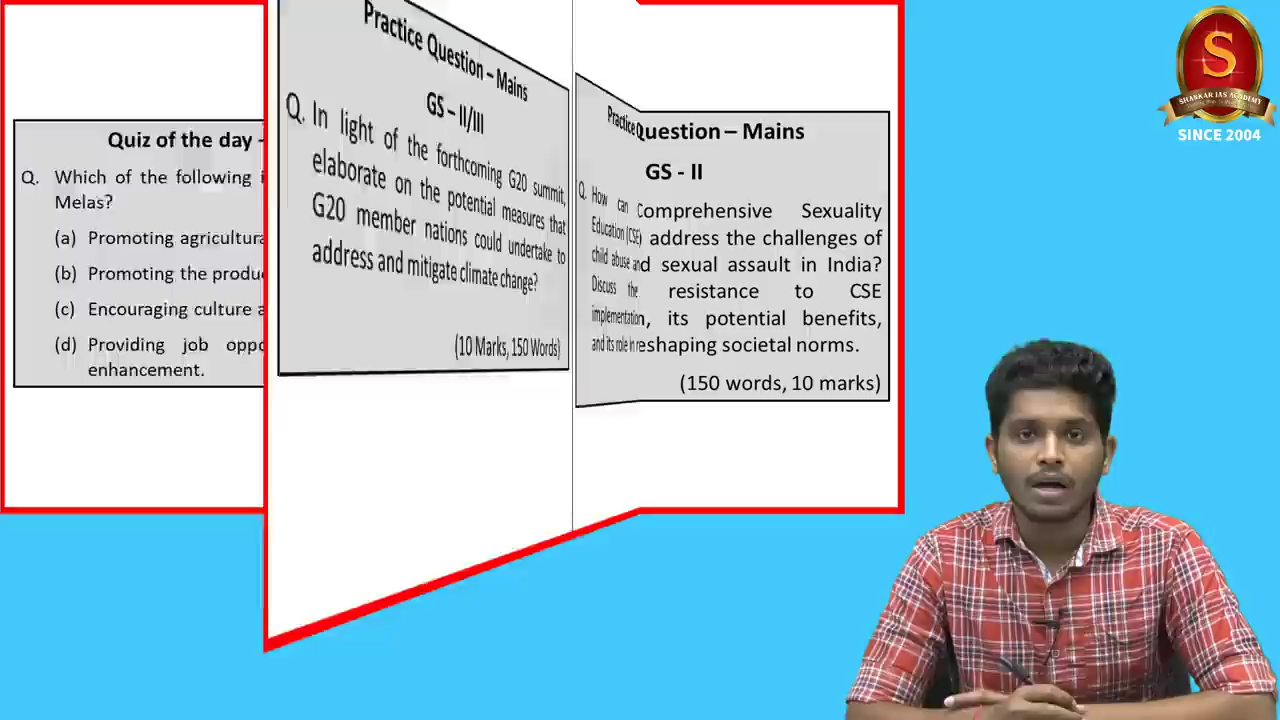 Quiz of the day -
Q. Which of the following
Melas?
(a) Promoting agricultura
(b) Promoting the produ
(c) Encouraging culture a
(d) Providing job oppo
enhancement.
Practice Question – Mains
GS – II/III
Q. In light of the forthcoming G20 summit,
elaborate on the potential measures that
G20 member nations could undertake to
address and mitigate climate change?
(10 Marks, 150 Words)
Practice Question – Mains
GS - II
Q. How can Comprehensive Sexuality
Education (CSE) address the challenges of
child abuse and sexual assault in India?
Discuss the resistance to CSE
implementation, its potential benefits,
and its role in reshaping societal norms.
(150 words, 10 marks)
S
SHANKAR IAS ACADEMY
SINCE 2004